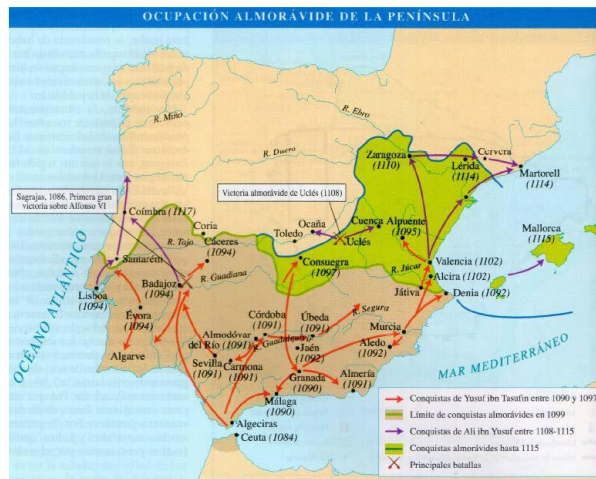 OCUPACIÓN ALMORÁVIDE DE LA PENÍNSULA
R. Miño
R. Ebro
R. Duero
Zaragoza
(1110)
Lérida
(1114)
Cervera
Martorell
(1114)
Sagrajas, 1086. Primera gran
victoria sobre Alfonso VI
Victoria almorávide de Uclés (1108)
Coímbra (1117)
Coria
Toledo
Ocaña
Uclés
Cuenca
Alpuente
(1095)
Mallorca
(1115)
R. Tajo
Cáceres
(1094)
Santarém
Lisboa
(1094)
Badajoz
(1094)
R. Guadiana
Consuegra
(1097)
R. Júcar
Valencia (1102)
Alcira (1102)
Játiva
Denia (1092)
OCÉANO ATLÁNTICO
Évora
(1094)
Algarve
Córdoba
(1091)
Almodóvar
del Río
(1091)
R. Guadalquivir
Úbeda
(1091)
Jaén
(1092)
R. Segura
Murcia
Aledo
(1092)
Sevilla
(1091)
Carmona
(1091)
Granada
(1090)
Almería
(1091)
Málaga
(1090)
Algeciras
Ceuta (1084)
MAR MEDITERRÁNEO
Conquistas de Yusuf ibn Tasufin entre 1090 y 1097
Límite de conquistas almorávides en 1099
Conquistas de Ali ibn Yusuf entre 1108-1115
Conquistas almorávides hasta 1115
Principales batallas